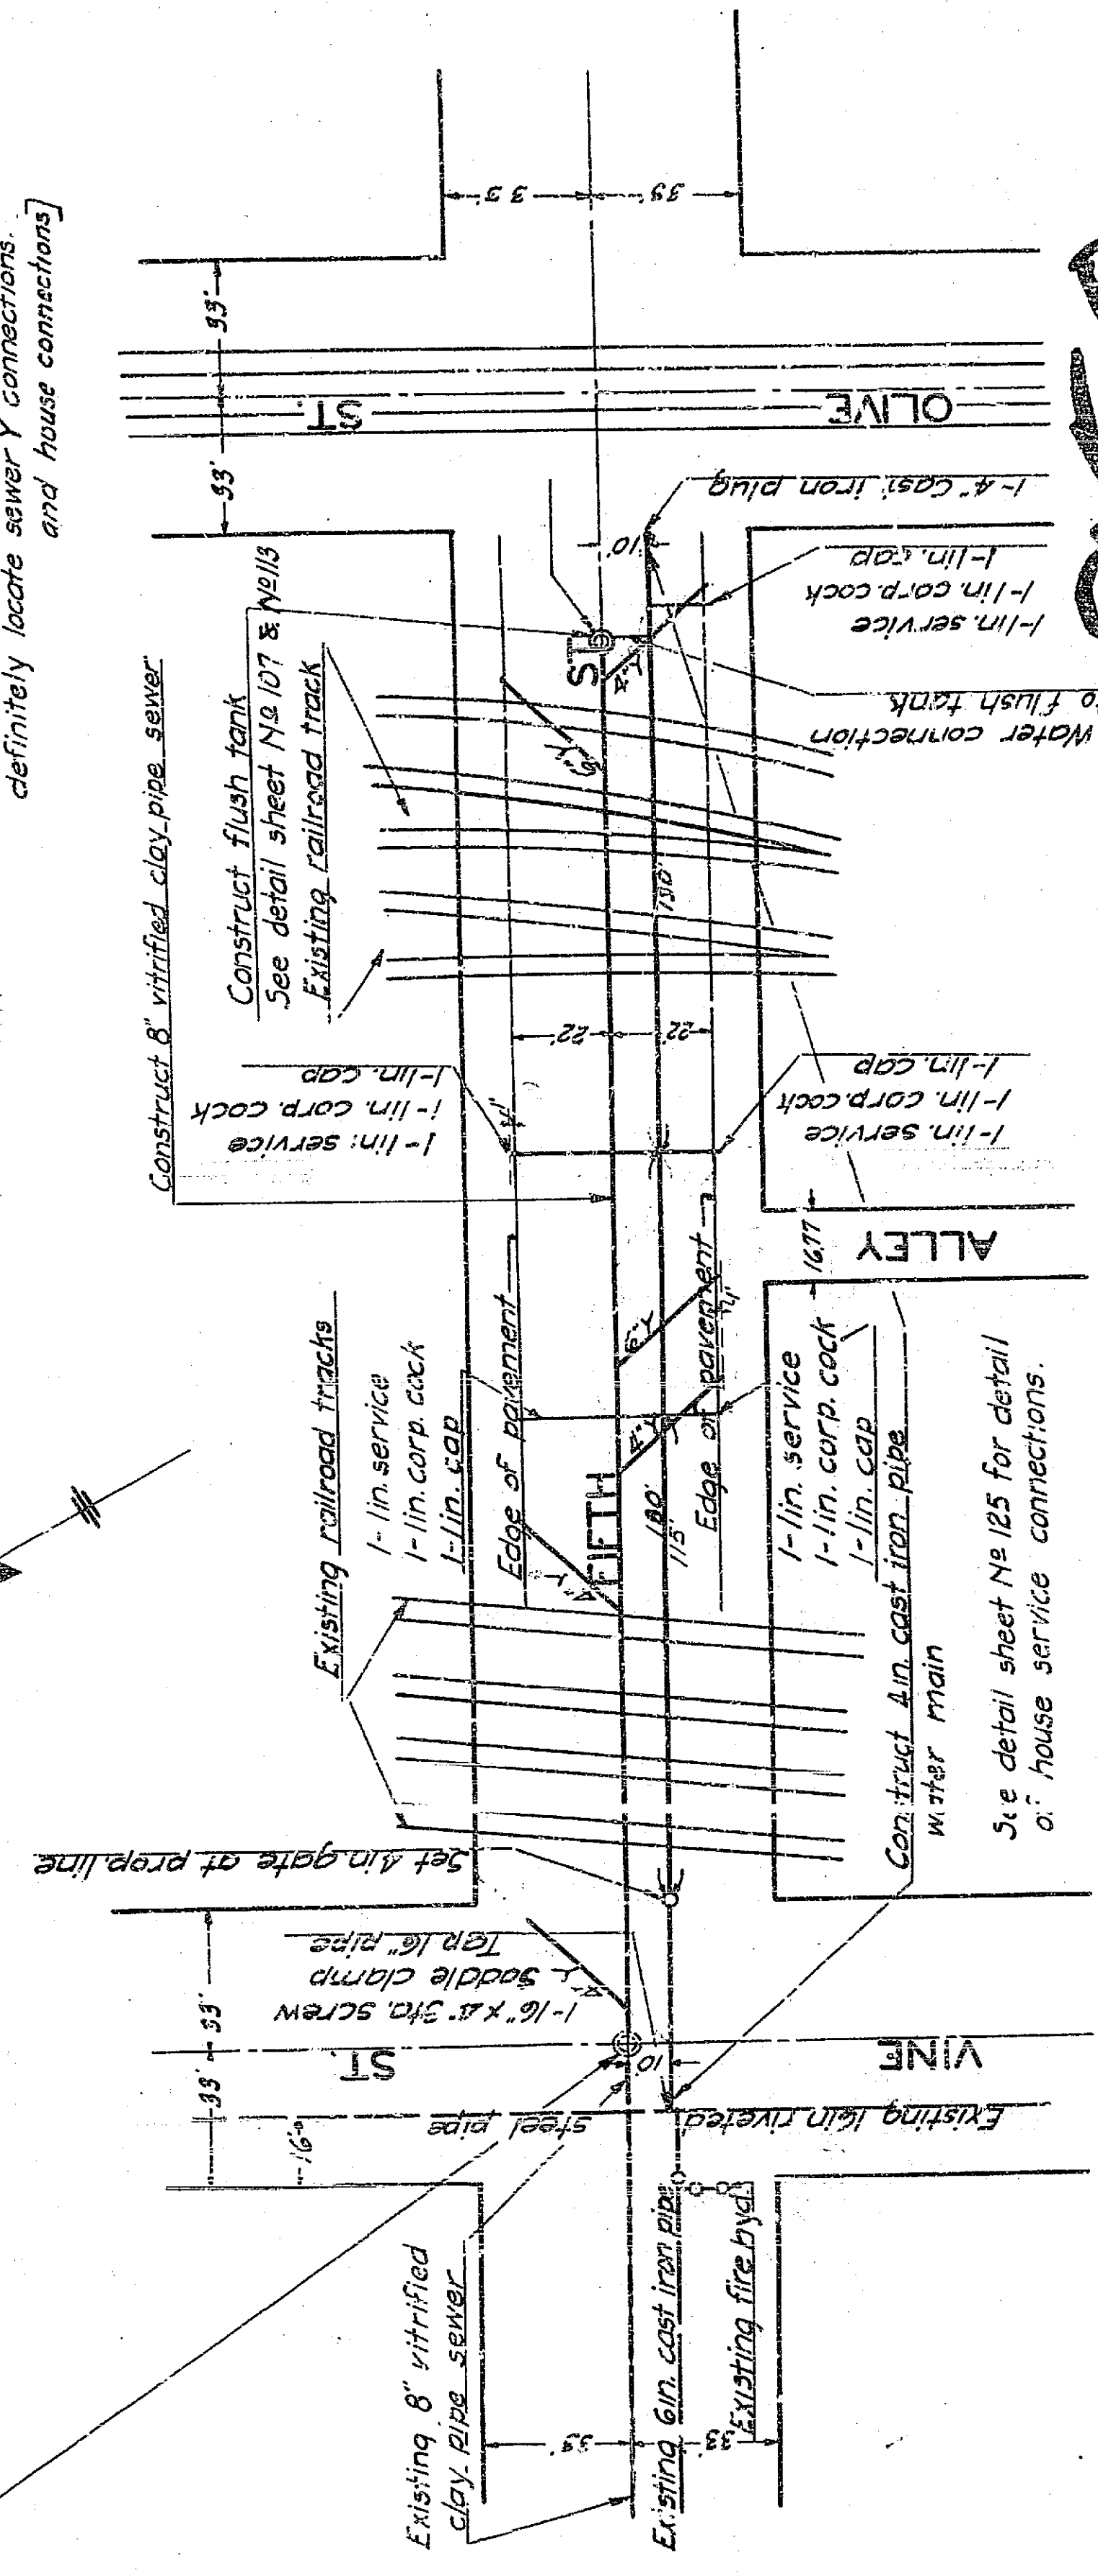 definitely locate sewer Y connections.
and house connections]
Construct 8" vitrified clay pipe sewer
Construct flush tank
See detail sheet No 107 & No 113
Existing railroad track
1-1in. service
1-1in. corp. cock
1-1in. cap
Existing railroad tracks
1-1in. service
1-1in. corp. cock
1-1in. cap
Edge of pavement
Set 4in. gate at prop. line
1-16" x 4" Sta. screw
Saddle clamp
Tap 16" pipe
Existing 8" vitrified
clay pipe sewer
Existing 6in. cast iron pipe
Existing fire hyd.
Existing 16in riveted
steel pipe
VINE
ST.
FIFTH
ST.
OLIVE
ST.
ALLEY
16.77
Edge of pavement
1-1in. service
1-1in. corp. cock
1-1in. cap
Construct 4in. cast iron pipe
water main
See detail sheet No 125 for detail
of house service connections.
1-1in. service
1-1in. corp. cock
1-1in. cap
Water connection
to flush tank
1-1in. service
1-1in. corp. cock
1-1in. cap
1-4" Cast iron plug
33'
33'
33'
33'
33'
33'
16'
10'
10'
22'
22'
180'
180'
115'
4"Y
4"Y
6"Y